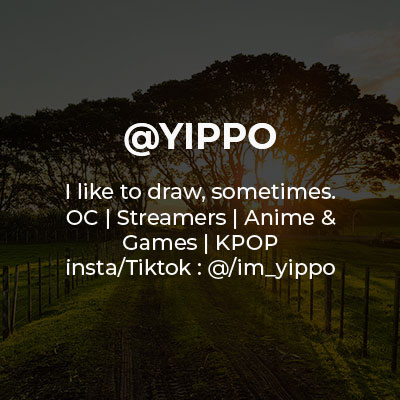 @YIPPO
I like to draw, sometimes.
OC | Streamers | Anime &
Games | KPOP
insta/Tiktok : @/im_yippo